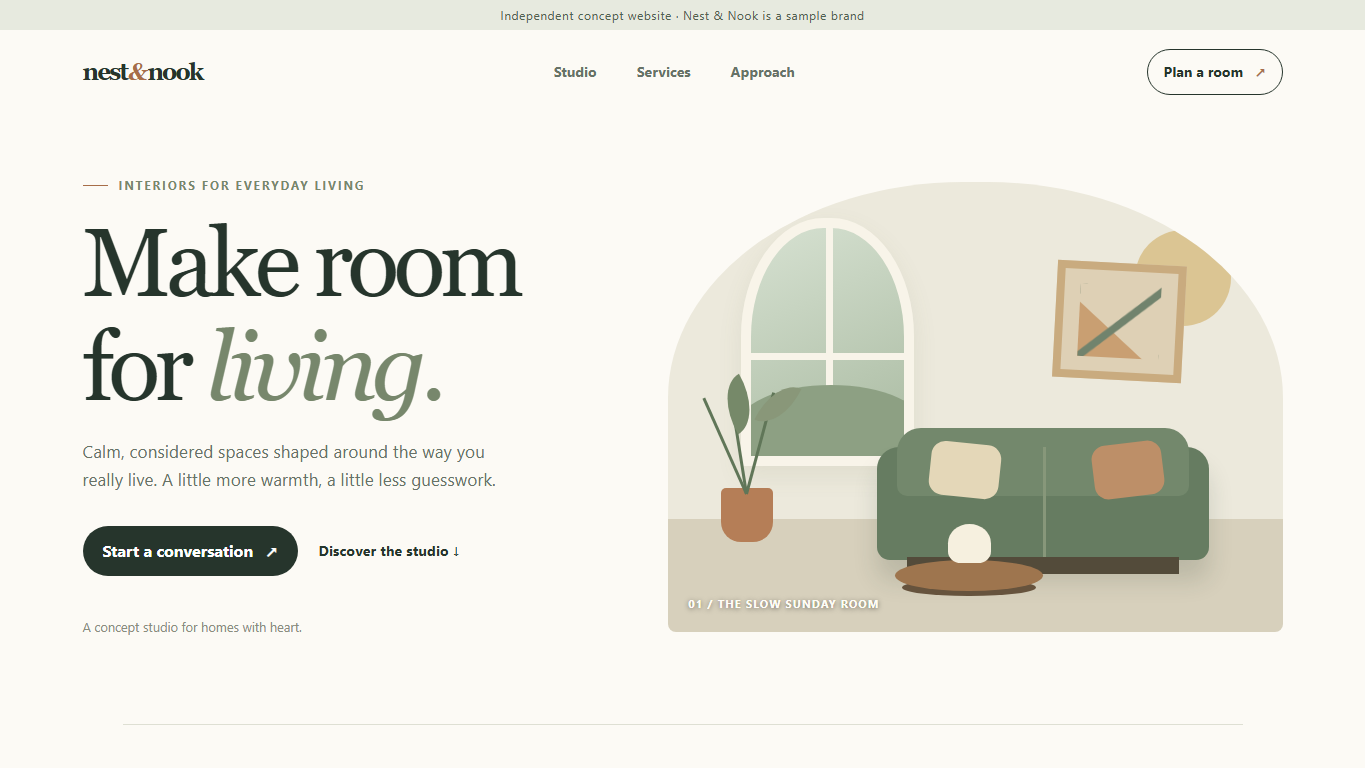 Independent concept website · Nest & Nook is a sample brand
nest&nook
Studio
Services
Approach
Plan a room ↗
INTERIORS FOR EVERYDAY LIVING
Make room
for living.
Calm, considered spaces shaped around the way you
really live. A little more warmth, a little less guesswork.
Start a conversation ↗
Discover the studio ↓
A concept studio for homes with heart.
01 / THE SLOW SUNDAY ROOM